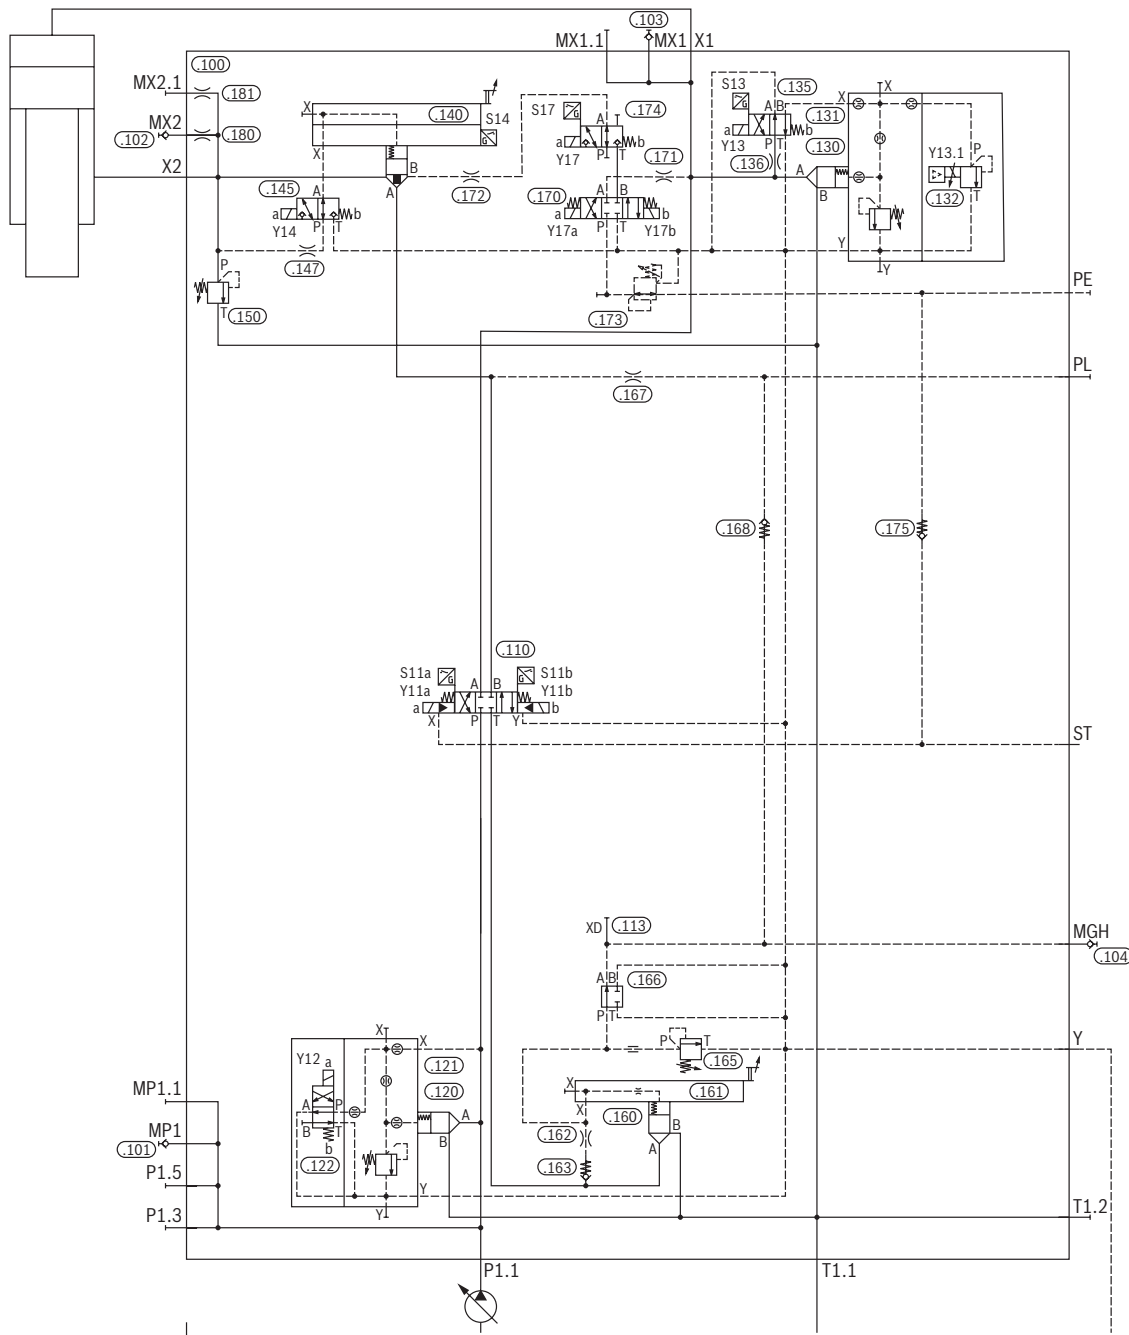 .103
MX1.1
MX1
X1
.100
MX2.1
.181
MX2
.102
.180
X2
X
.140
S14
G
X
B
A
.172
.145
A
a
b
P
T
Y14
.147
P
T
.150
S17
G
.174
A
a
b
Y17
P
T
.171
.170
A
B
a
b
Y17a
P
T
Y17b
.173
S13
G
.135
A
B
a
b
Y13
P
T
.136
.131
.130
X
X
A
B
Y13.1
P
.132
T
Y
Y
PE
.167
PL
.168
.175
.110
S11a
G
S11b
G
Y11a
A
B
Y11b
a
b
X
P
T
Y
ST
XD
.113
MGH
.104
A
B
.166
P
T
P
T
.165
Y
X
X
Y12
a
.121
.120
A
P
B
T
b
.122
A
B
Y
Y
X
.161
X
.160
B
A
.162
.163
MP1.1
MP1
.101
P1.5
P1.3
T1.2
P1.1
T1.1